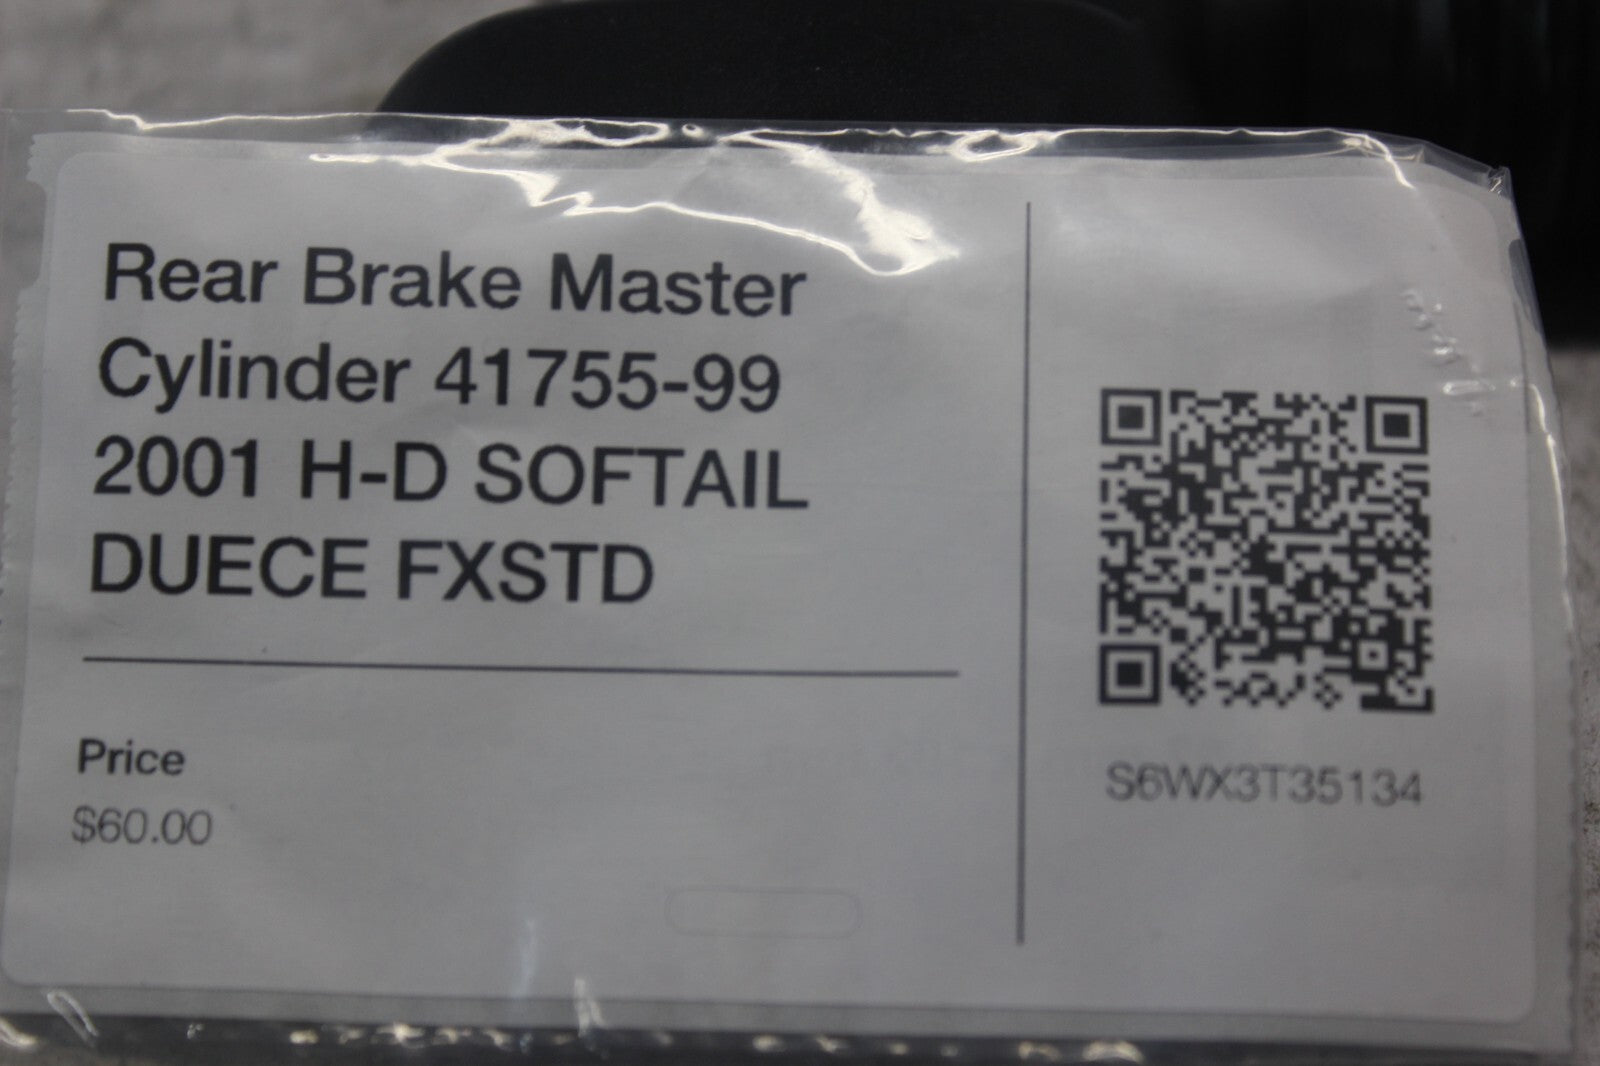 Rear Brake Master
Cylinder 41755-99
2001 H-D SOFTAIL
DUECE FXSTD
Price
$60.00
S6WX3T35134